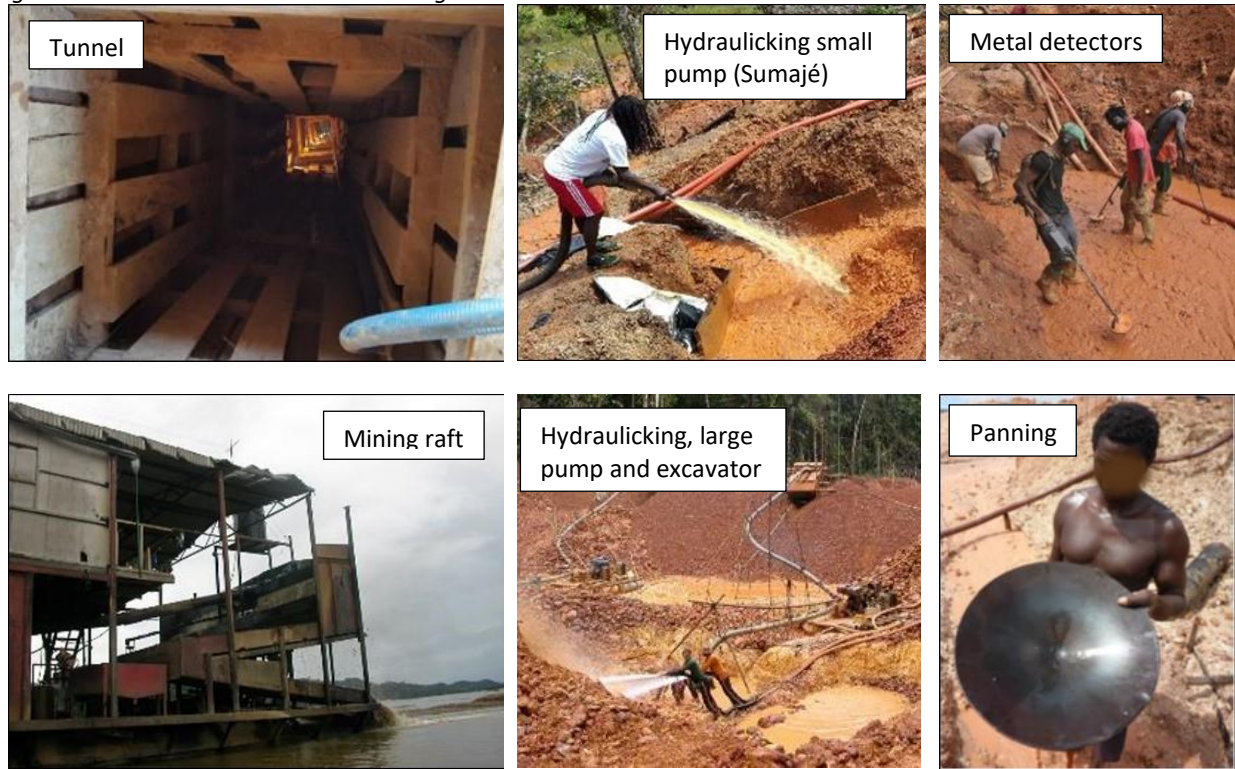 Tunnel
Hydraulicking small
pump (Sumajé)
Metal detectors
Mining raft
Hydraulicking, large
pump and excavator
Panning